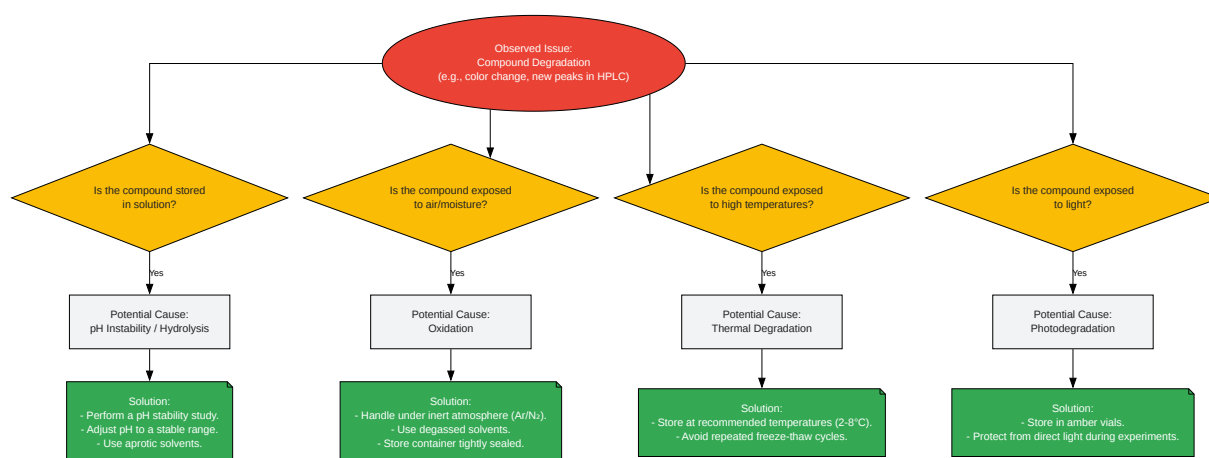 Observed Issue:
Compound Degradation
(e.g., color change, new peaks in HPLC)
Is the compound stored
in solution?
Is the compound exposed
to air/moisture?
Is the compound exposed
to high temperatures?
Is the compound exposed
to light?
Yes
Yes
Yes
Yes
Potential Cause:
pH Instability / Hydrolysis
Potential Cause:
Oxidation
Potential Cause:
Thermal Degradation
Potential Cause:
Photodegradation
Solution:
- Perform a pH stability study.
- Adjust pH to a stable range.
- Use aprotic solvents.
Solution:
- Handle under inert atmosphere (Ar/N₂).
- Use degassed solvents.
- Store container tightly sealed.
Solution:
- Store at recommended temperatures (2-8°C).
- Avoid repeated freeze-thaw cycles.
Solution:
- Store in amber vials.
- Protect from direct light during experiments.